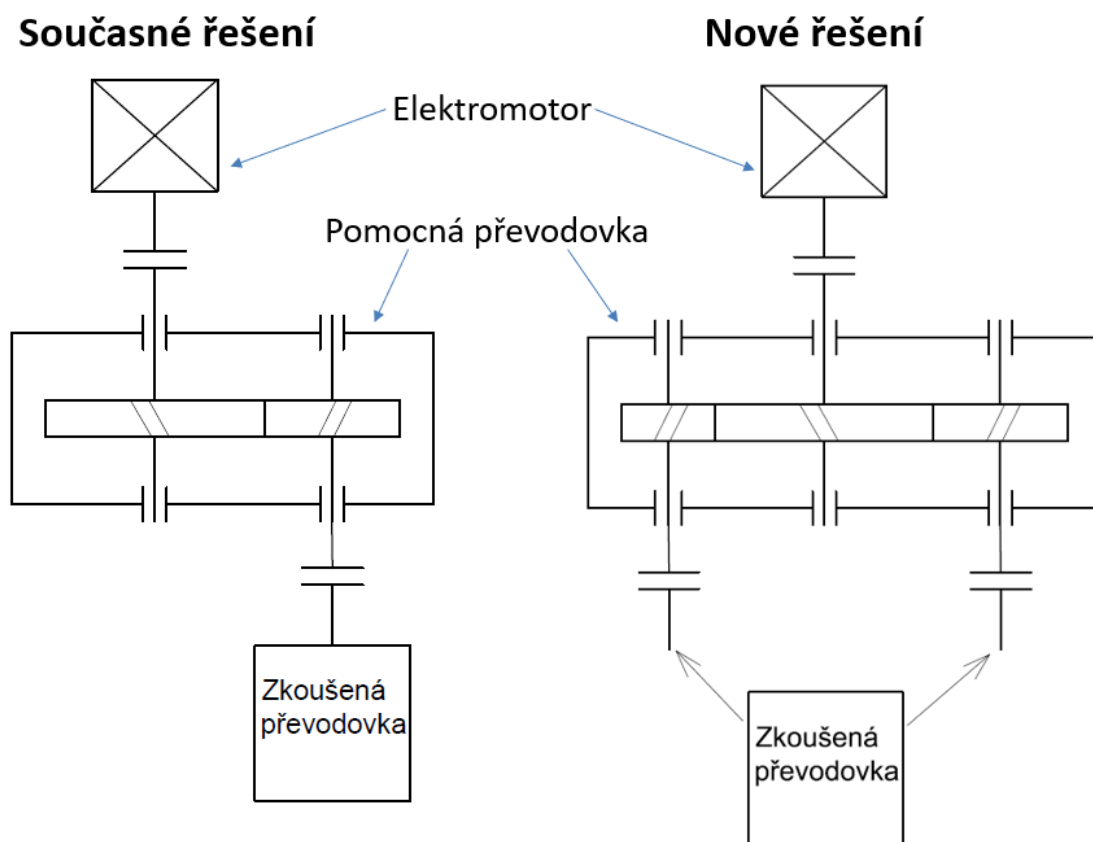 Současné řešení
Nové řešení
Elektromotor
Pomocná převodovka
Zkoušená
převodovka
Zkoušená
převodovka